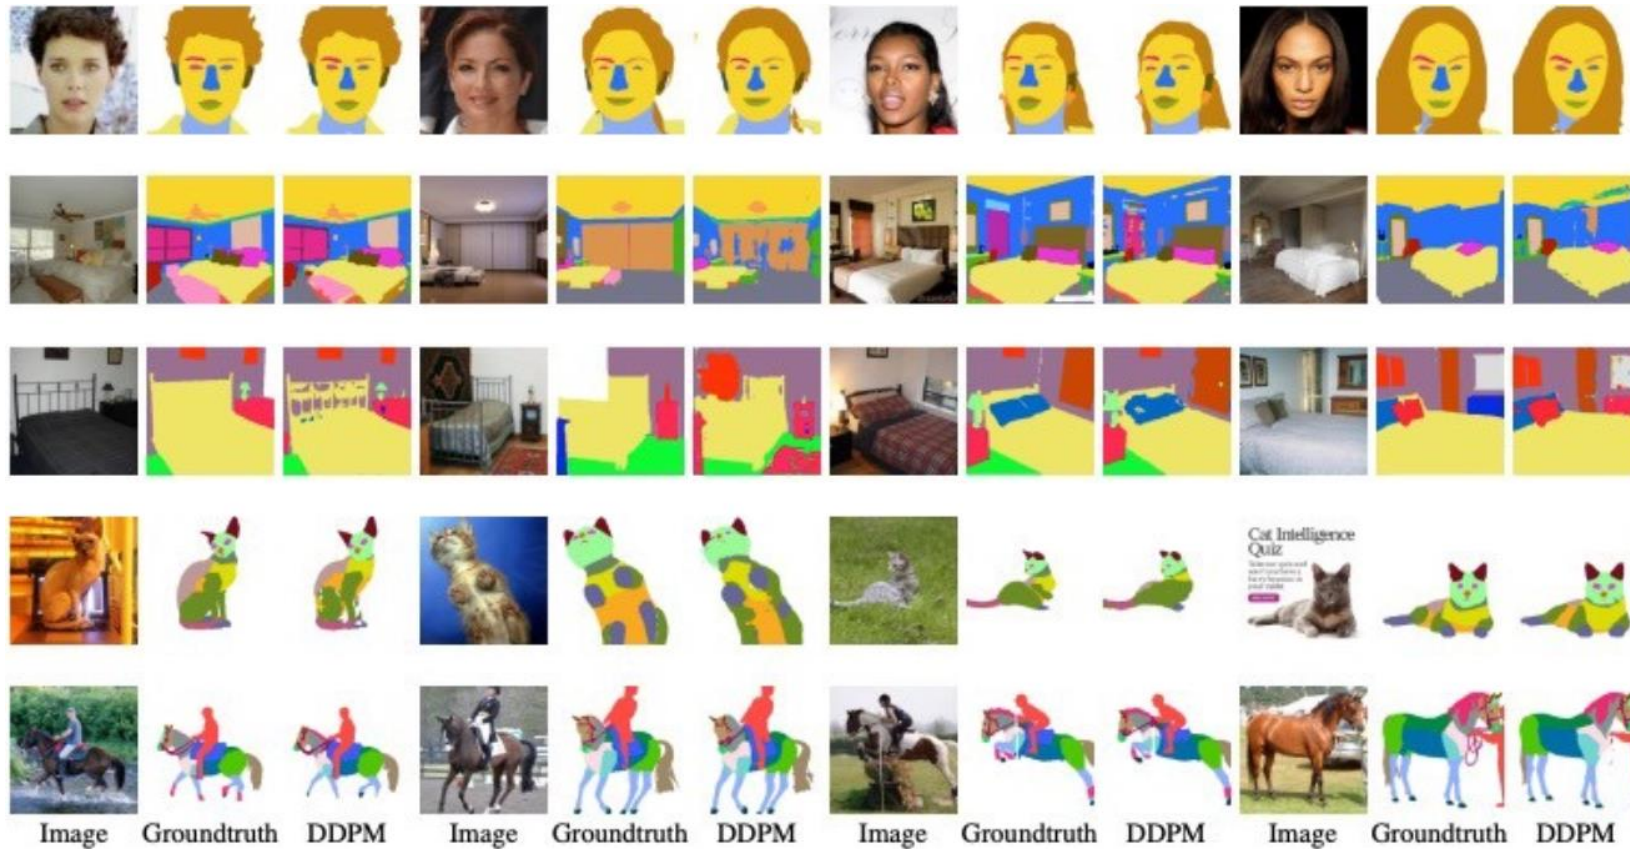 Cat Intelligence
Quiz
Image Groundtruth DDPM Image Groundtruth DDPM Image Groundtruth DDPM Image Groundtruth DDPM